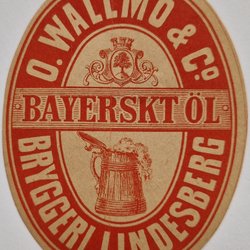 O. WALLMO & Co.
BAYERSKT ÖL
BRYGGERI LINDESBERG